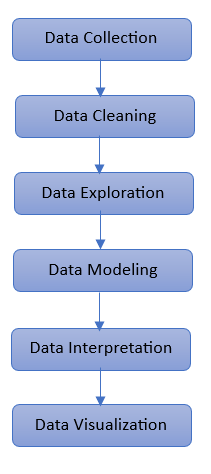 Data Collection
Data Cleaning
Data Exploration
Data Modeling
Data Interpretation
Data Visualization